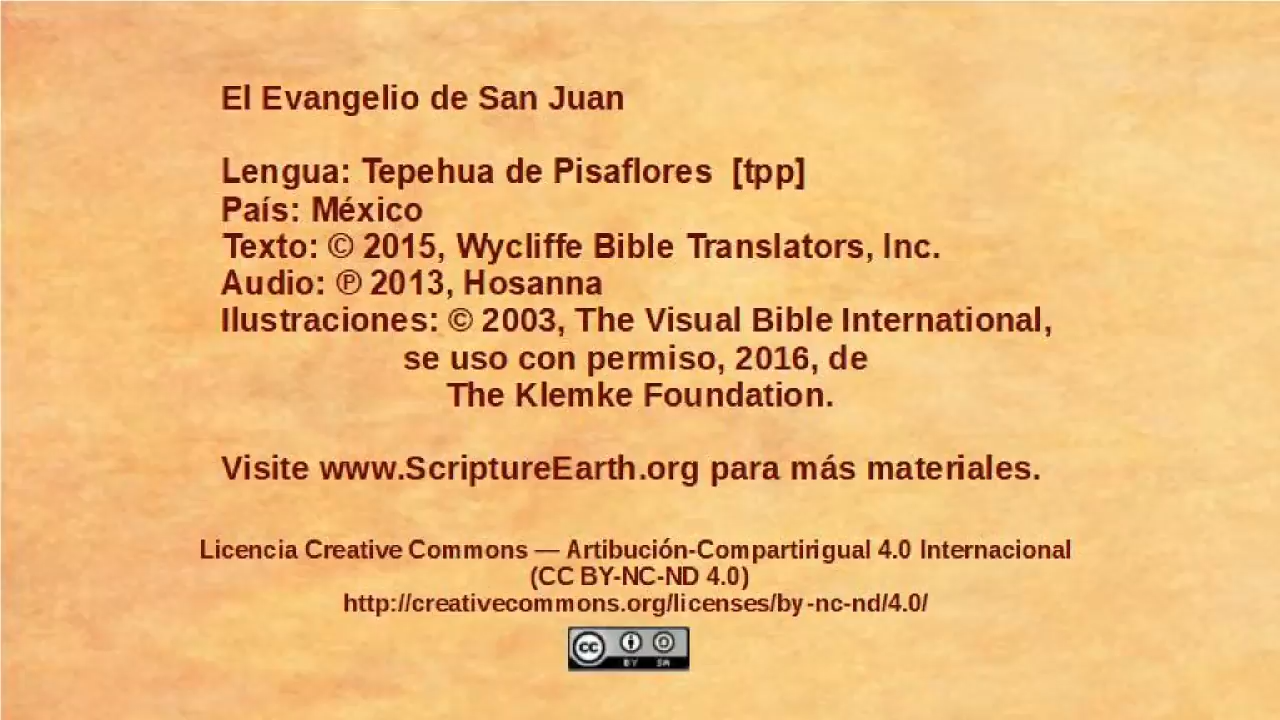 El Evangelio de San Juan
Lengua: Tepehua de Pisaflores [tpp]
País: México
Texto: © 2015, Wycliffe Bible Translators, Inc.
Audio: ℗ 2013, Hosanna
Ilustraciones: © 2003, The Visual Bible International,
se uso con permiso, 2016, de
The Klemke Foundation.
Visite www.ScriptureEarth.org para más materiales.
Licencia Creative Commons — Artibución-Compartirigual 4.0 Internacional
(CC BY-NC-ND 4.0)
http://creativecommons.org/licenses/by-nc-nd/4.0/
cc BY SA